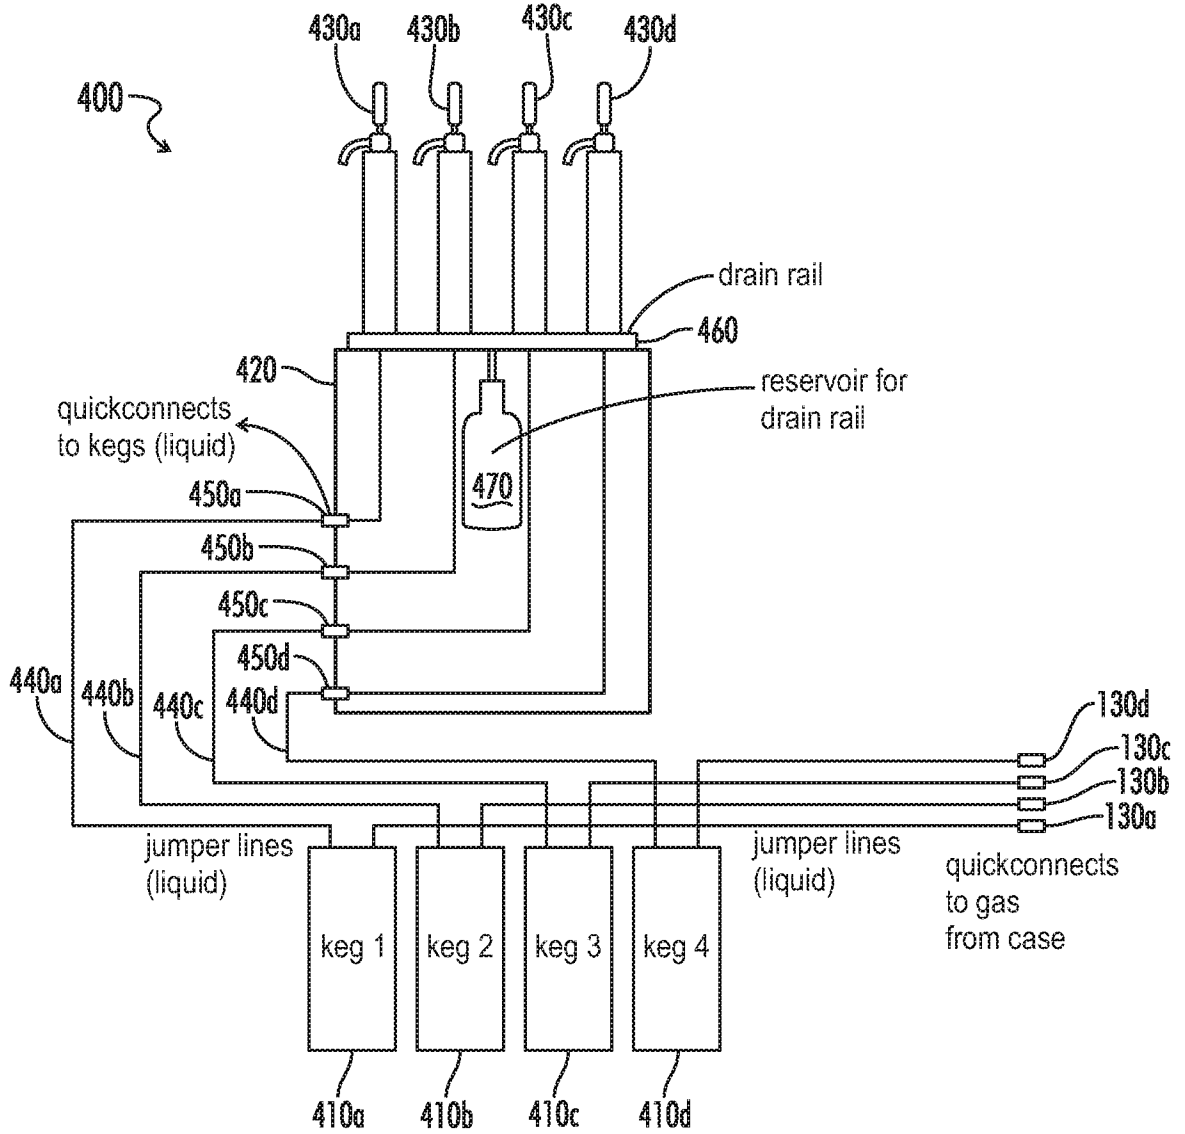 430a
430b
430c
430d
400
drain rail
460
420
reservoir for
drain rail
quickconnects
to kegs (liquid)
470
450a
450b
450c
450d
440a
440b
440c
440d
130d
130c
130b
130a
jumper lines
(liquid)
jumper lines
(liquid)
quickconnects
to gas
from case
keg 1
keg 2
keg 3
keg 4
410a
410b
410c
410d